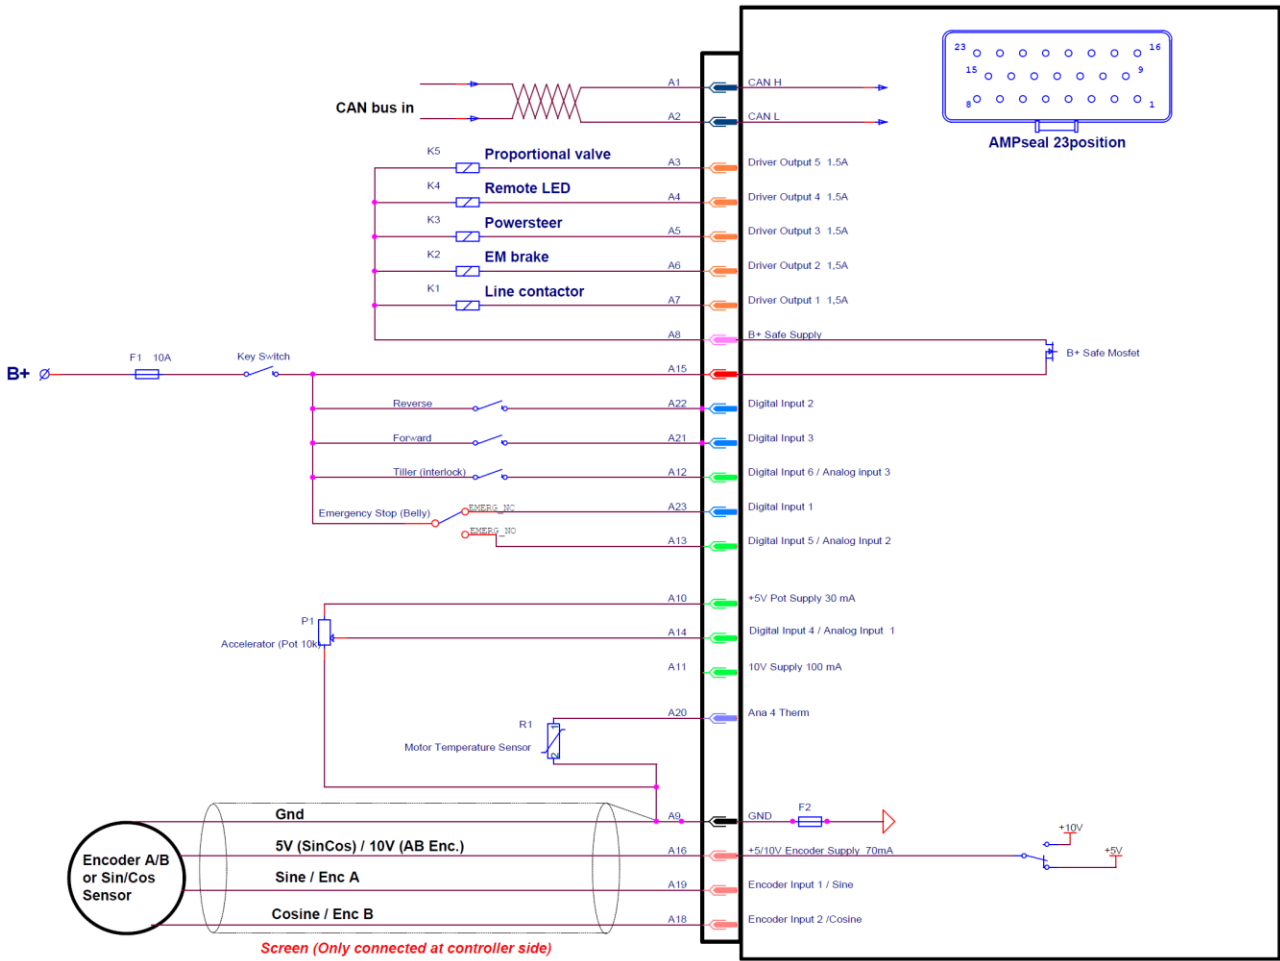 23
16
15
9
8
1
AMPseal 23position
CAN bus in
A1
CAN H
A2
CAN L
K5
Proportional valve
A3
Driver Output 5 1.5A
K4
Remote LED
A4
Driver Output 4 1.5A
K3
Powersteer
A5
Driver Output 3 1.5A
K2
EM brake
A6
Driver Output 2 1,5A
K1
Line contactor
A7
Driver Output 1 1,5A
A8
B+ Safe Supply
B+ Safe Mosfet
B+
F1 10A
Key Switch
A15
Reverse
A22
Digital Input 2
Forward
A21
Digital Input 3
Tiller (interlock)
A12
Digital Input 6 / Analog input 3
Emergency Stop (Belly)
EMERG_NC
A23
Digital Input 1
EMERG_NO
A13
Digital Input 5 / Analog Input 2
A10
+5V Pot Supply 30 mA
P1
Accelerator (Pot 10k)
A14
Digital Input 4 / Analog Input 1
A11
10V Supply 100 mA
A20
Ana 4 Therm
R1
1
2
Motor Temperature Sensor
Gnd
A9
GND
F2
+10V
+5V
Encoder A/B
or Sin/Cos
Sensor
5V (SinCos) / 10V (AB Enc.)
A16
+5/10V Encoder Supply 70mA
Sine / Enc A
A19
Encoder Input 1 / Sine
Cosine / Enc B
A18
Encoder Input 2 /Cosine
Screen (Only connected at controller side)